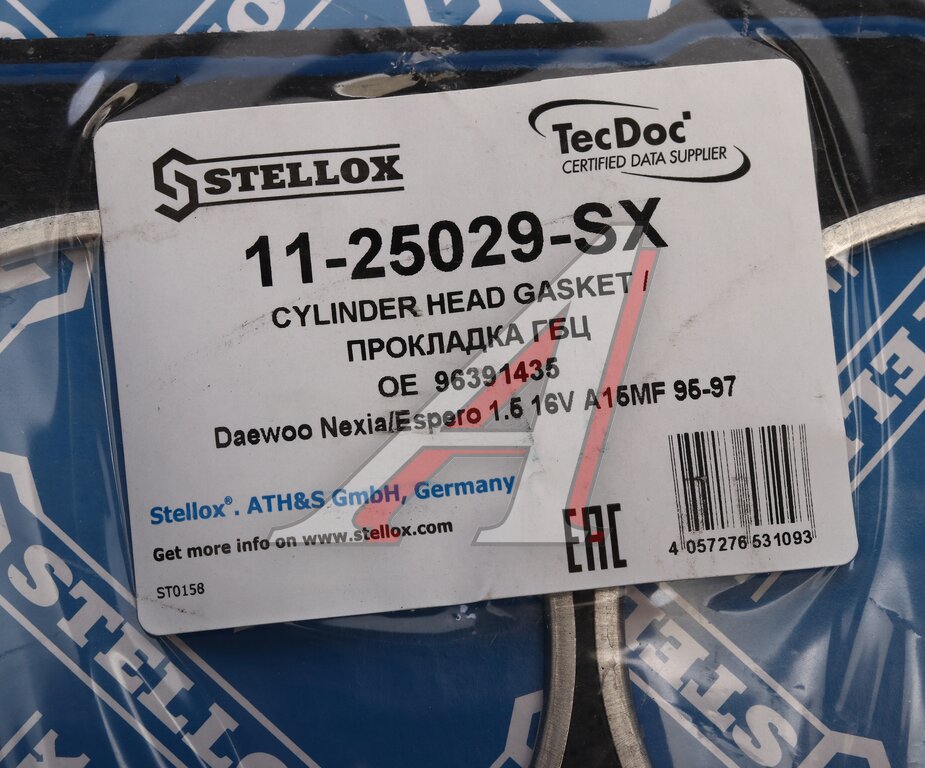 STELLOX
TecDoc
CERTIFIED DATA SUPPLIER
11-25029-SX
CYLINDER HEAD GASKET /
ПРОКЛАДКА ГБЦ
OE 96391435
Daewoo Nexia/Espero 1.5 16V A15MF 95-97
Stellox®. ATH&S GmbH, Germany
Get more info on www.stellox.com
EAC
4 057276 531093
ST0158
STELLO
STEL